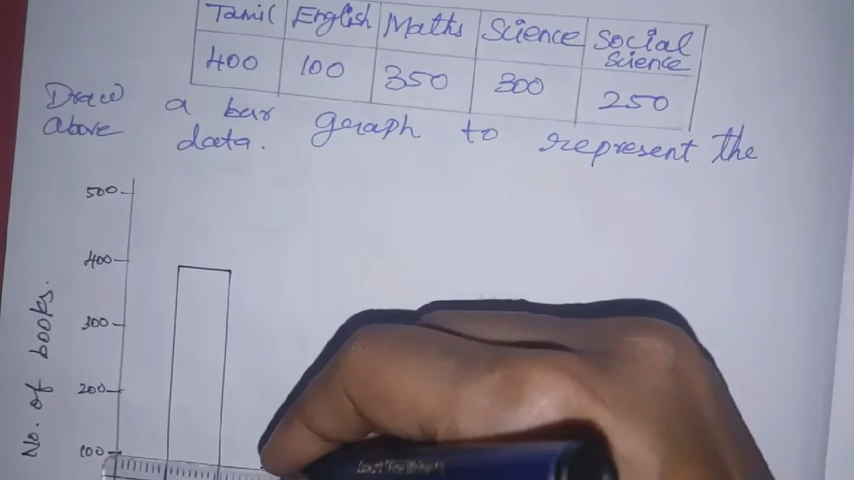 Tamil English Maths Science Social Science
400 100 350 300 250
Draw a bar graph to represent the
above data.
500
400
300
200
100
No. of books.